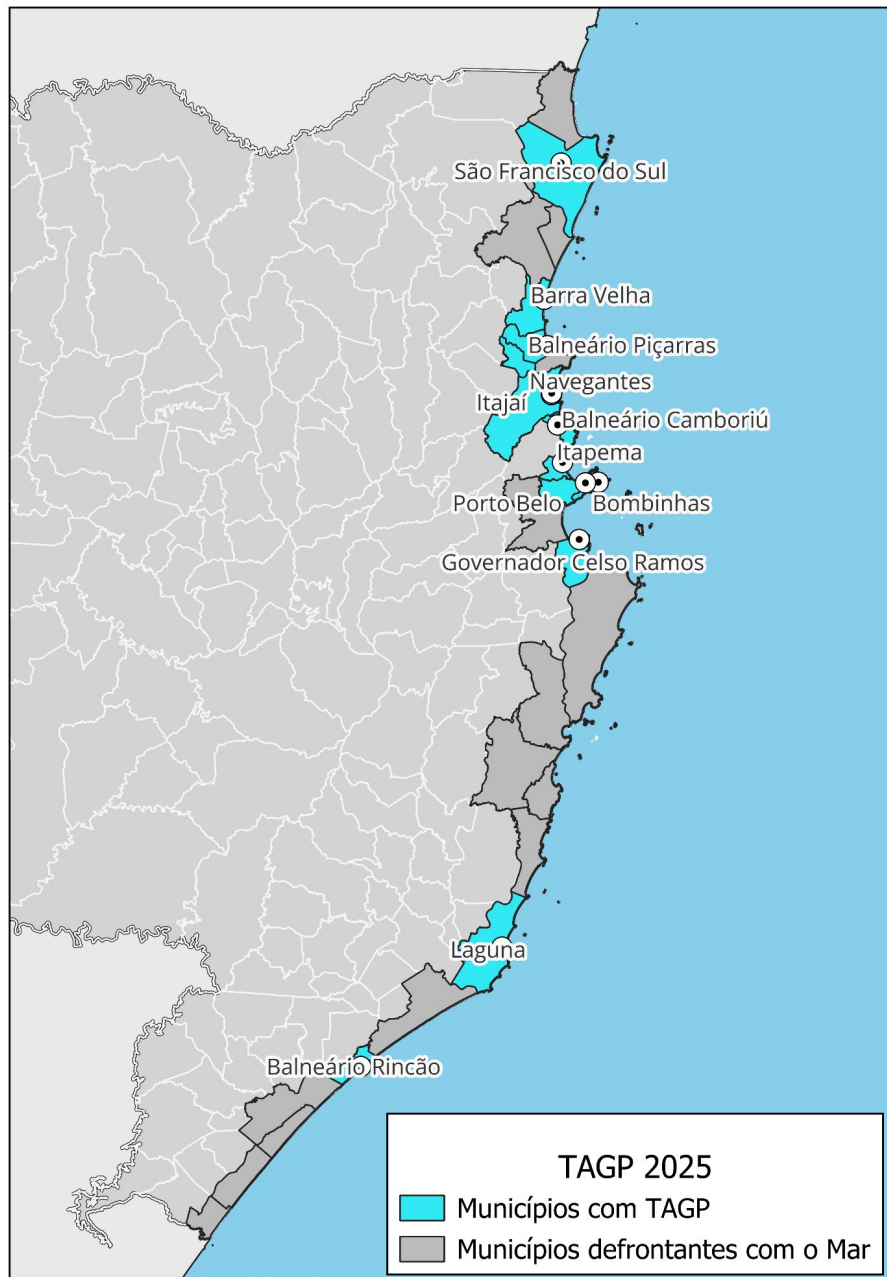 São Francisco do Sul
Barra Velha
Balneário Piçarras
Navegantes
Itajaí
Balneário Camboriú
Itapema
Porto Belo
Bombinhas
Governador Celso Ramos
Laguna
Balneário Rincão
TAGP 2025
Municípios com TAGP
Municípios defrontantes com o Mar